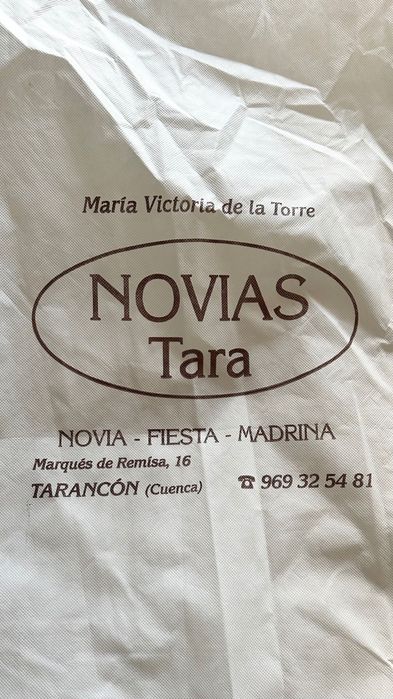 María Victoria de la Torre
NOVIAS
Tara
NOVIA - FIESTA - MADRINA
Marqués de Remisa, 16
TARANCÓN (Cuenca) ☎ 969 32 54 81